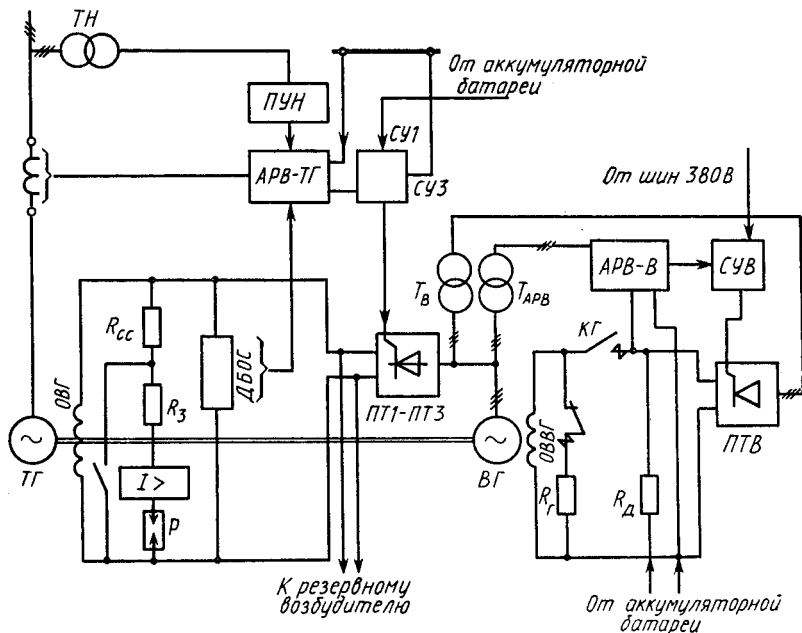 ТН
От аккумуляторной
батареи
ПУН
СУ1
АРВ-ТГ
СУ3
От шин 380В
АРВ-В
СУВ
Тв
ТАРВ
КГ
Rсс
ДБОС
ОВГ
Rз
ПТ1-ПТ3
ОВВГ
ПТВ
ТГ
I>
ВГ
Rг
Rд
Р
К резервному
возбудителю
От аккумуляторной
батареи